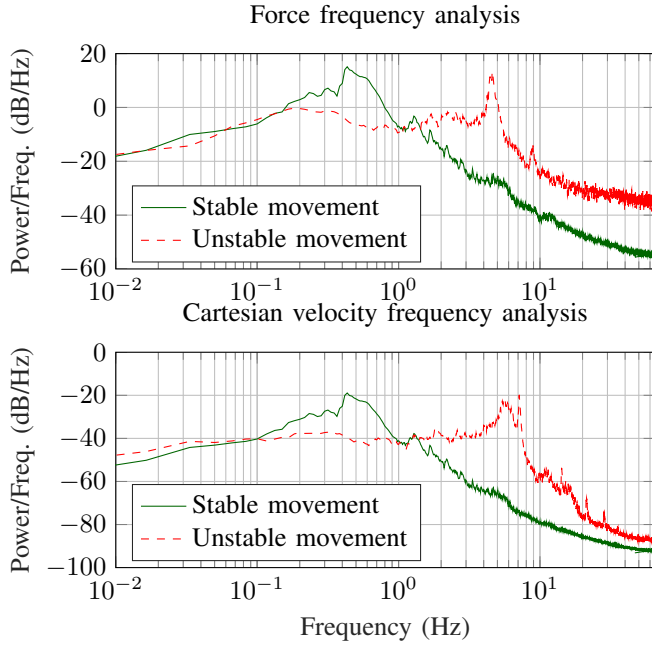 Force frequency analysis
Power/Freq. (dB/Hz)
20
0
−20
−40
−60
Stable movement
Unstable movement
10⁻² 10⁻¹ 10⁰ 10¹
Cartesian velocity frequency analysis
Power/Freq. (dB/Hz)
0
−20
−40
−60
−80
−100
Stable movement
Unstable movement
10⁻² 10⁻¹ 10⁰ 10¹
Frequency (Hz)